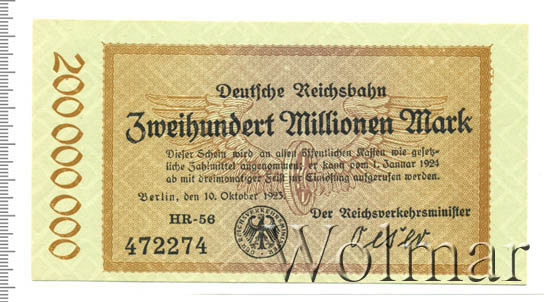 200000000
Deutsche Reichsbahn
Zweihundert Millionen Mark
Dieser Schein wird an allen öffentlichen Kassen wie gesetz-
liche Zahlmittel angenommen; er kann vom 1. Januar 1924
ab mit dreimonatiger Frist zur Einlösung aufgerufen werden.
Berlin, den 10. Oktober 1923.
Der Reichsverkehrsminister
HR-56
472274
Oeser
Wolmar